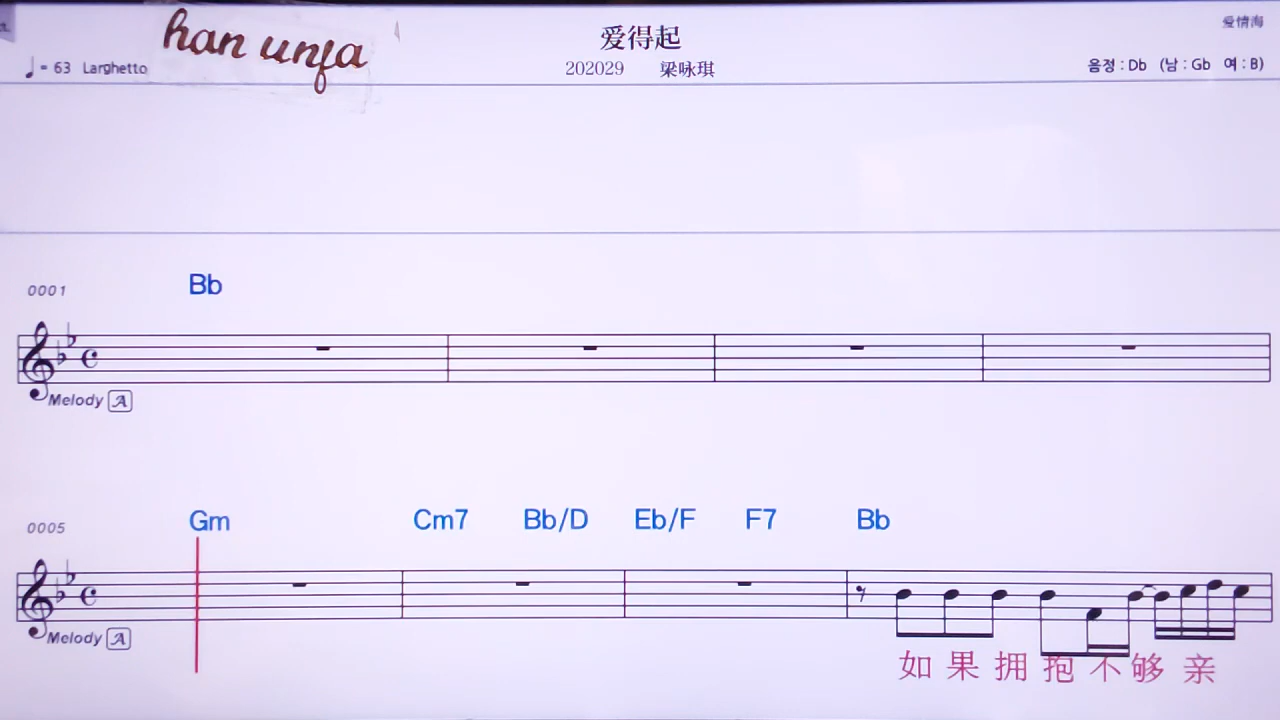 han unfa
爱得起
爱情海
♩= 63 Larghetto
202029 梁咏琪
음정 : Db (남 : Gb 여 : B)
0001 Bb
Melody A
0005 Gm Cm7 Bb/D Eb/F F7 Bb
Melody A
如果拥抱不够亲